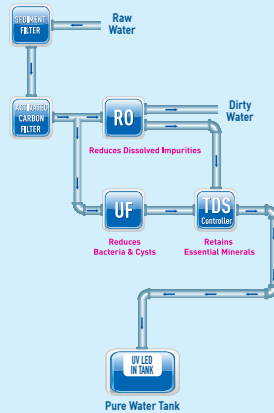 SEDIMENT
FILTER
Raw
Water
ACTIVATED
CARBON
FILTER
RO
Dirty
Water
Reduces Dissolved Impurities
UF
TDS
Controller
Reduces
Bacteria & Cysts
Retains
Essential Minerals
UV LED
IN TANK
Pure Water Tank